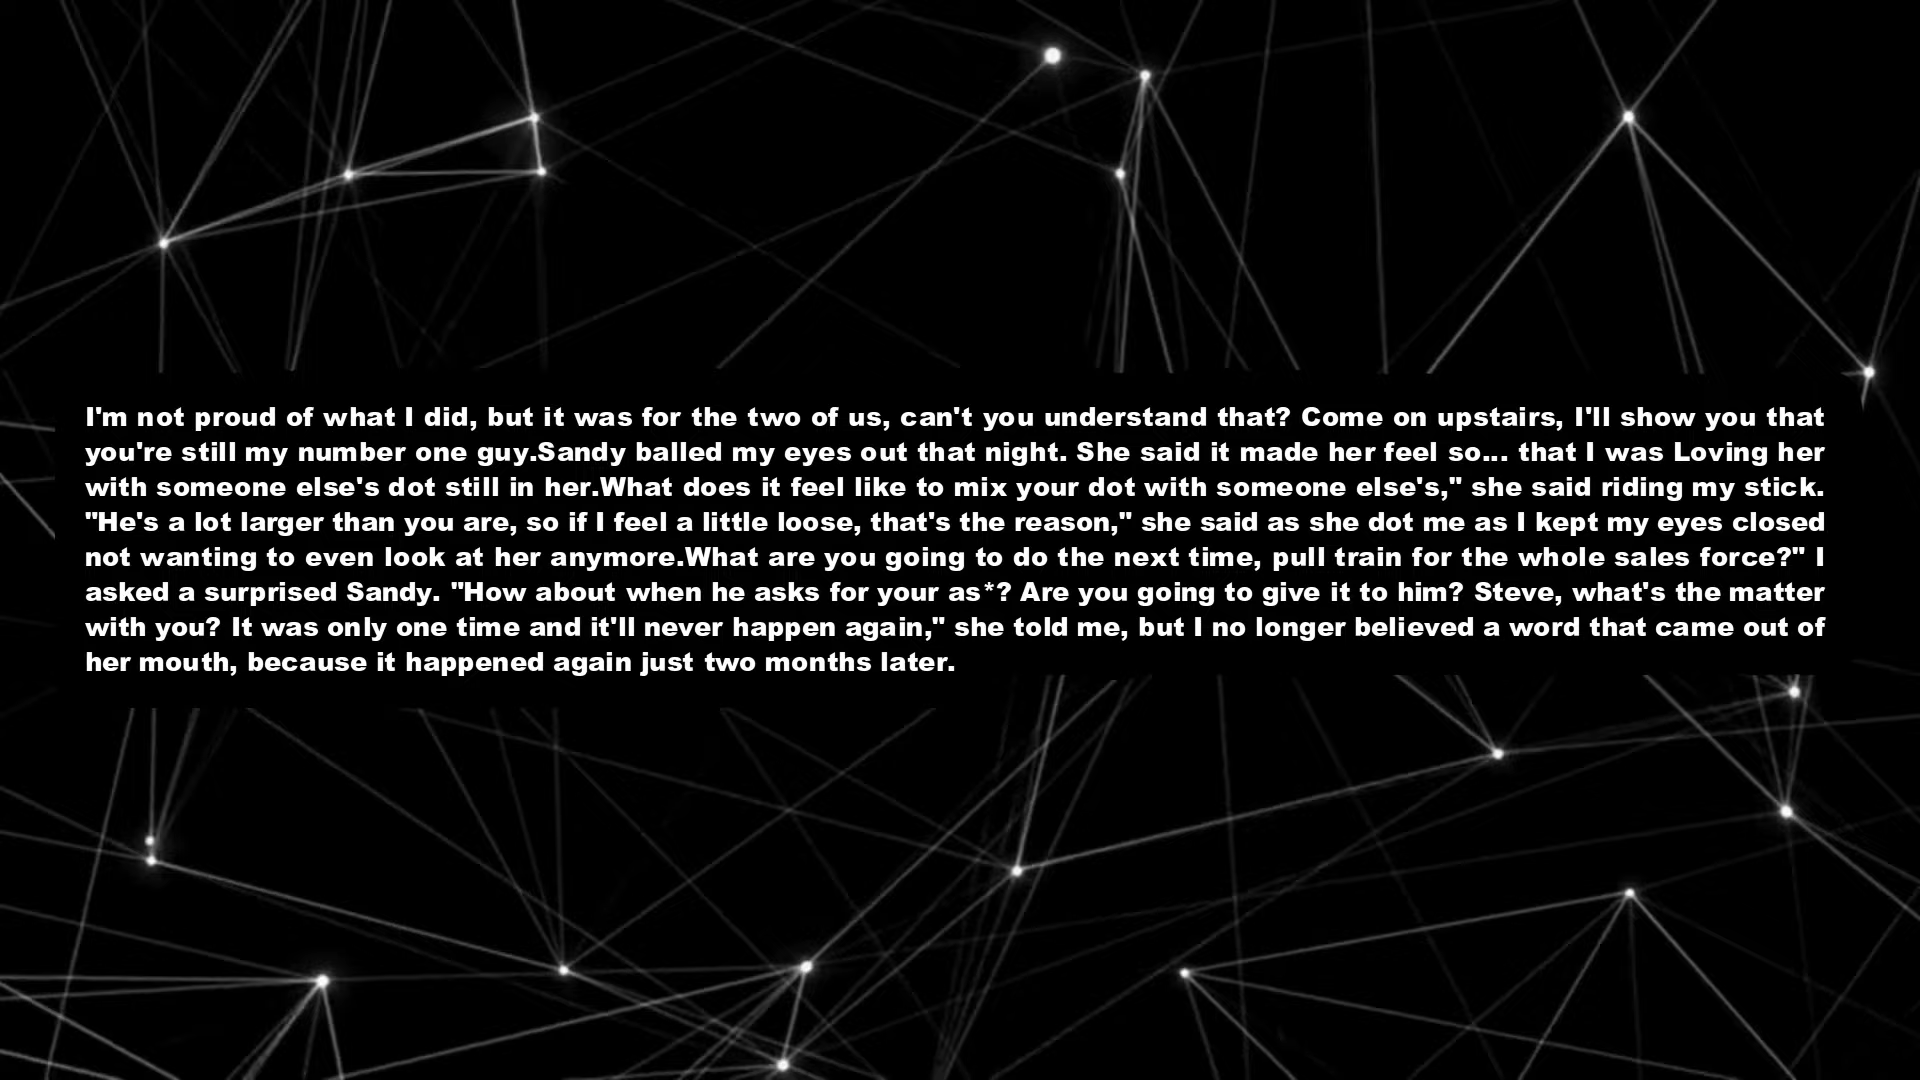 I'm not proud of what I did, but it was for the two of us, can't you understand that? Come on upstairs, I'll show you that
you're still my number one guy.Sandy balled my eyes out that night. She said it made her feel so... that I was Loving her
with someone else's dot still in her.What does it feel like to mix your dot with someone else's," she said riding my stick.
"He's a lot larger than you are, so if I feel a little loose, that's the reason," she said as she dot me as I kept my eyes closed
not wanting to even look at her anymore.What are you going to do the next time, pull train for the whole sales force?" I
asked a surprised Sandy. "How about when he asks for your as*? Are you going to give it to him? Steve, what's the matter
with you? It was only one time and it'll never happen again," she told me, but I no longer believed a word that came out of
her mouth, because it happened again just two months later.